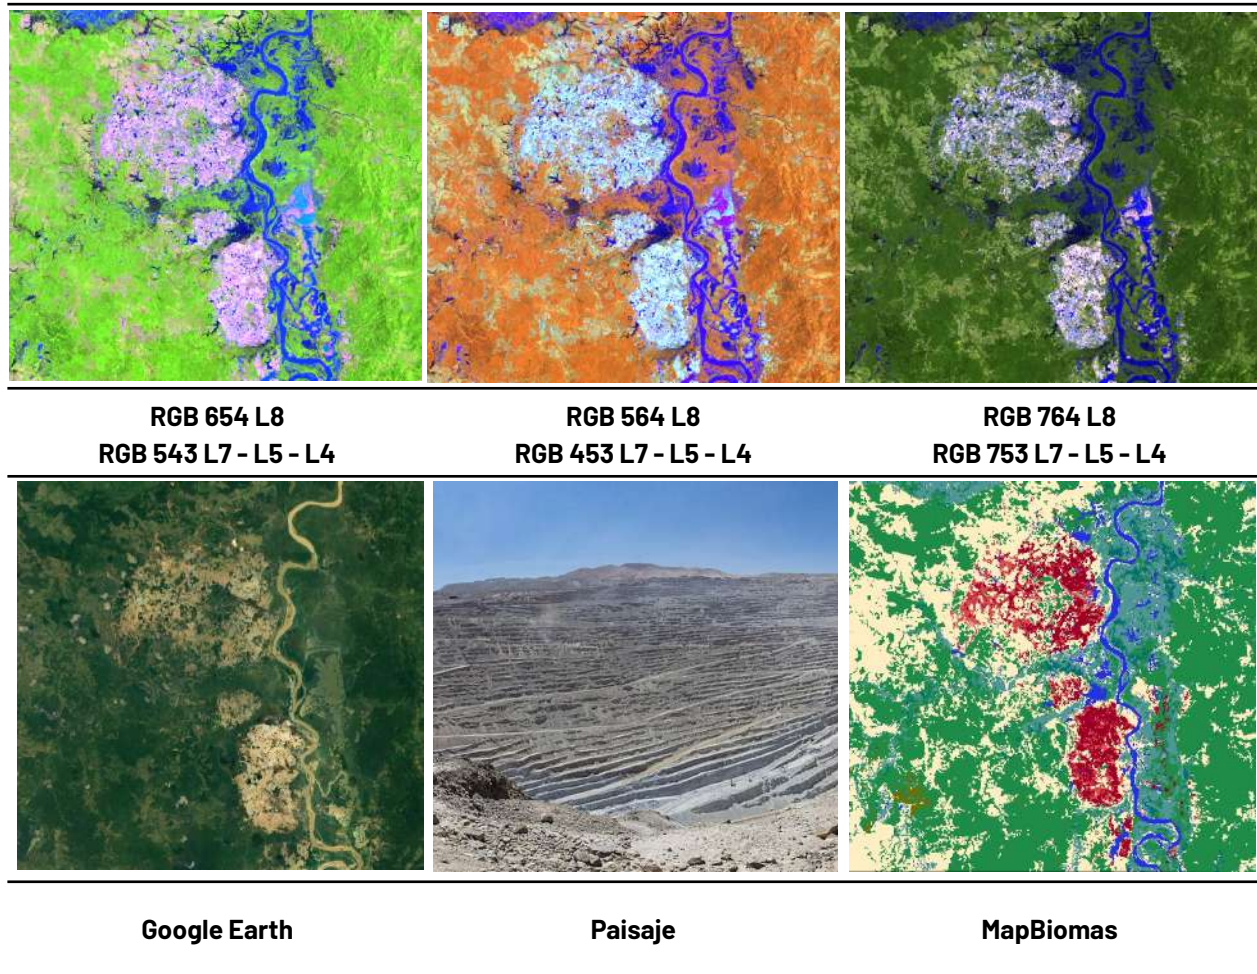 RGB 654 L8
RGB 564 L8
RGB 764 L8
RGB 543 L7 - L5 - L4
RGB 453 L7 - L5 - L4
RGB 753 L7 - L5 - L4
Google Earth
Paisaje
MapBiomas